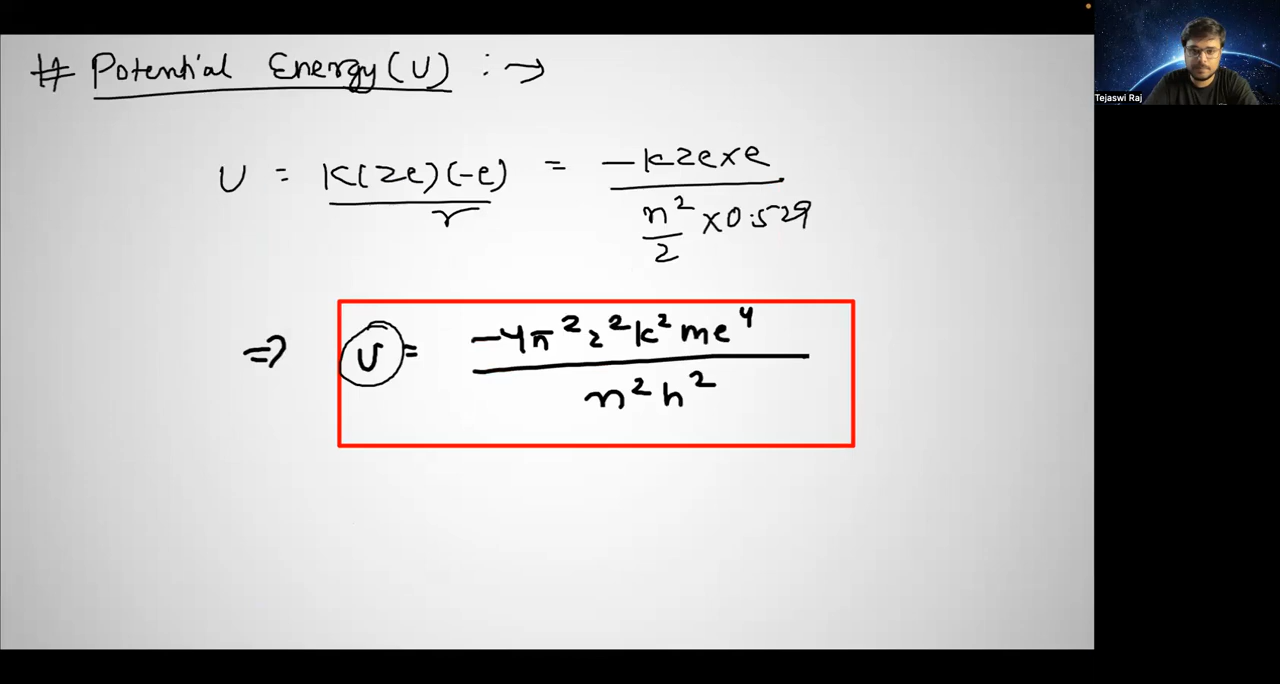 # Potential Energy(U) :→
Tejaswi Raj
U = K(Ze)(-e)/r = -KZe×e/(n²/Z ×0.529)
⇒ U = -4π²z²k²me⁴/n²h²